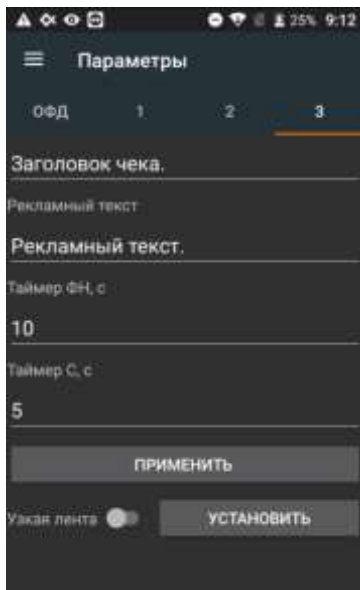 25% 9:12
Параметры
ОФД 1 2 3
Заголовок чека.
Рекламный текст
Рекламный текст.
Таймер ФН, с
10
Таймер С, с
5
ПРИМЕНИТЬ
Узкая лента УСТАНОВИТЬ